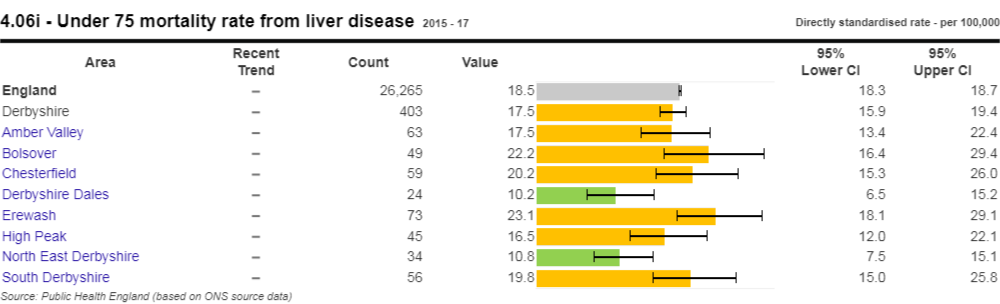 4.06i - Under 75 mortality rate from liver disease 2015 - 17 Directly standardised rate - per 100,000
Area Recent Trend Count Value 95% Lower CI 95% Upper CI
England – 26,265 18.5 18.3 18.7
Derbyshire – 403 17.5 15.9 19.4
Amber Valley – 63 17.5 13.4 22.4
Bolsover – 49 22.2 16.4 29.4
Chesterfield – 59 20.2 15.3 26.0
Derbyshire Dales – 24 10.2 6.5 15.2
Erewash – 73 23.1 18.1 29.1
High Peak – 45 16.5 12.0 22.1
North East Derbyshire – 34 10.8 7.5 15.1
South Derbyshire – 56 19.8 15.0 25.8
Source: Public Health England (based on ONS source data)